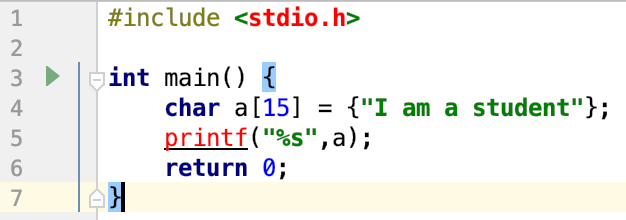 1 #include <stdio.h>
2
3 int main() {
4     char a[15] = {"I am a student"};
5     printf("%s",a);
6     return 0;
7 }